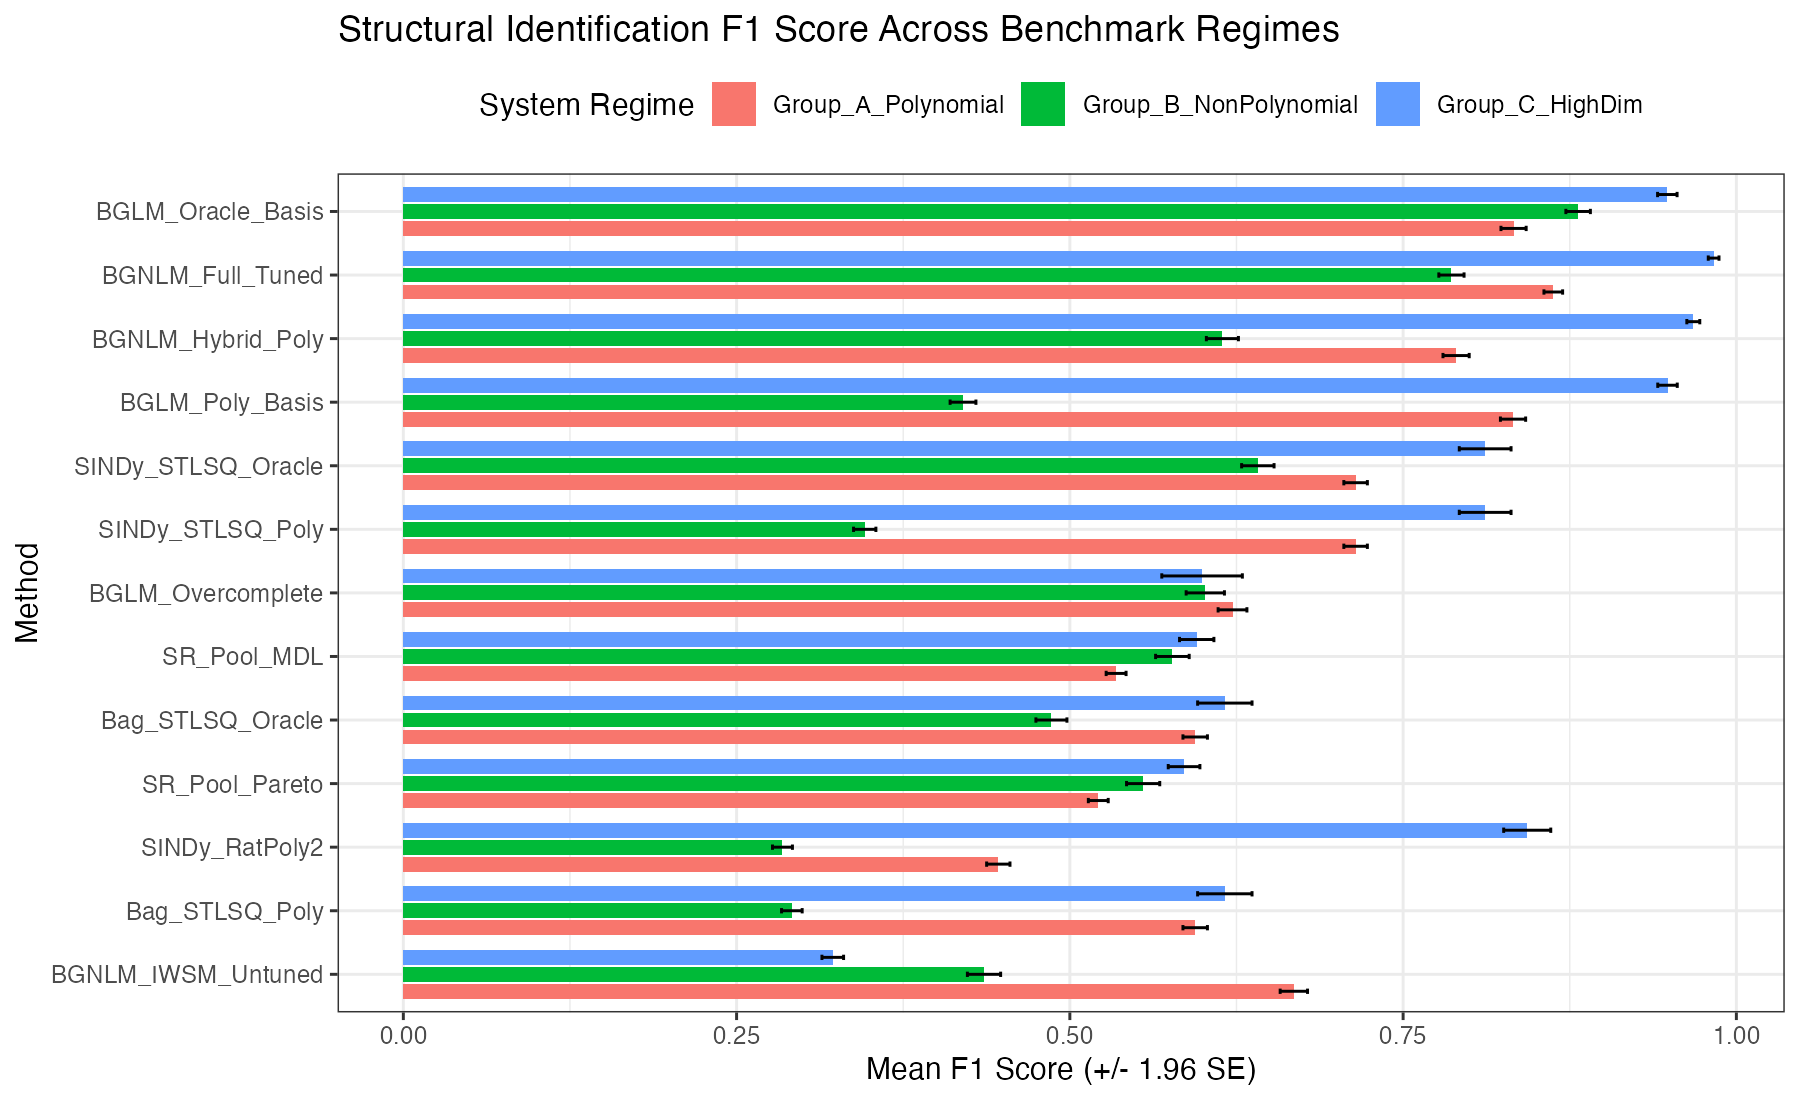 Structural Identification F1 Score Across Benchmark Regimes
System Regime Group_A_Polynomial Group_B_NonPolynomial Group_C_HighDim
Method
BGLM_Oracle_Basis
BGNLM_Full_Tuned
BGNLM_Hybrid_Poly
BGLM_Poly_Basis
SINDy_STLSQ_Oracle
SINDy_STLSQ_Poly
BGLM_Overcomplete
SR_Pool_MDL
Bag_STLSQ_Oracle
SR_Pool_Pareto
SINDy_RatPoly2
Bag_STLSQ_Poly
BGNLM_IWSM_Untuned
0.00 0.25 0.50 0.75 1.00
Mean F1 Score (+/- 1.96 SE)